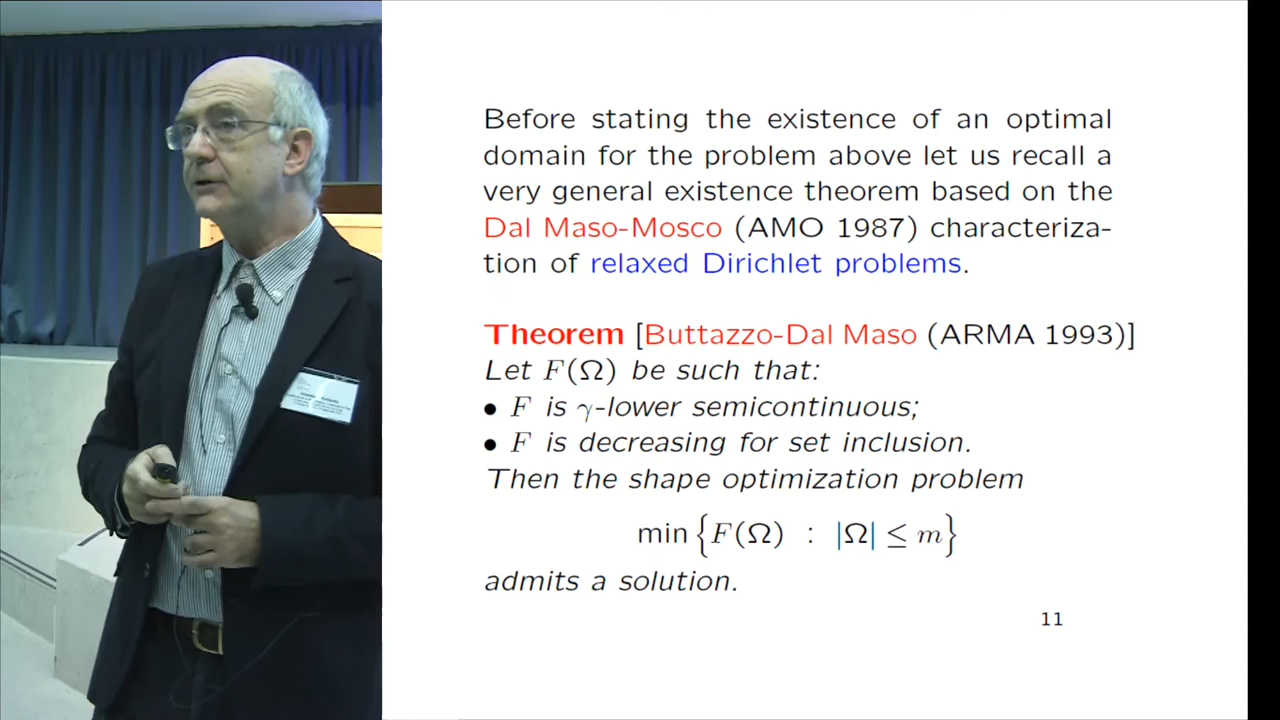 Before stating the existence of an optimal
domain for the problem above let us recall a
very general existence theorem based on the
Dal Maso-Mosco (AMO 1987) characteriza-
tion of relaxed Dirichlet problems.
Theorem [Buttazzo-Dal Maso (ARMA 1993)]
Let F(Ω) be such that:
• F is γ-lower semicontinuous;
• F is decreasing for set inclusion.
Then the shape optimization problem
min{F(Ω) : |Ω| ≤ m}
admits a solution.
11